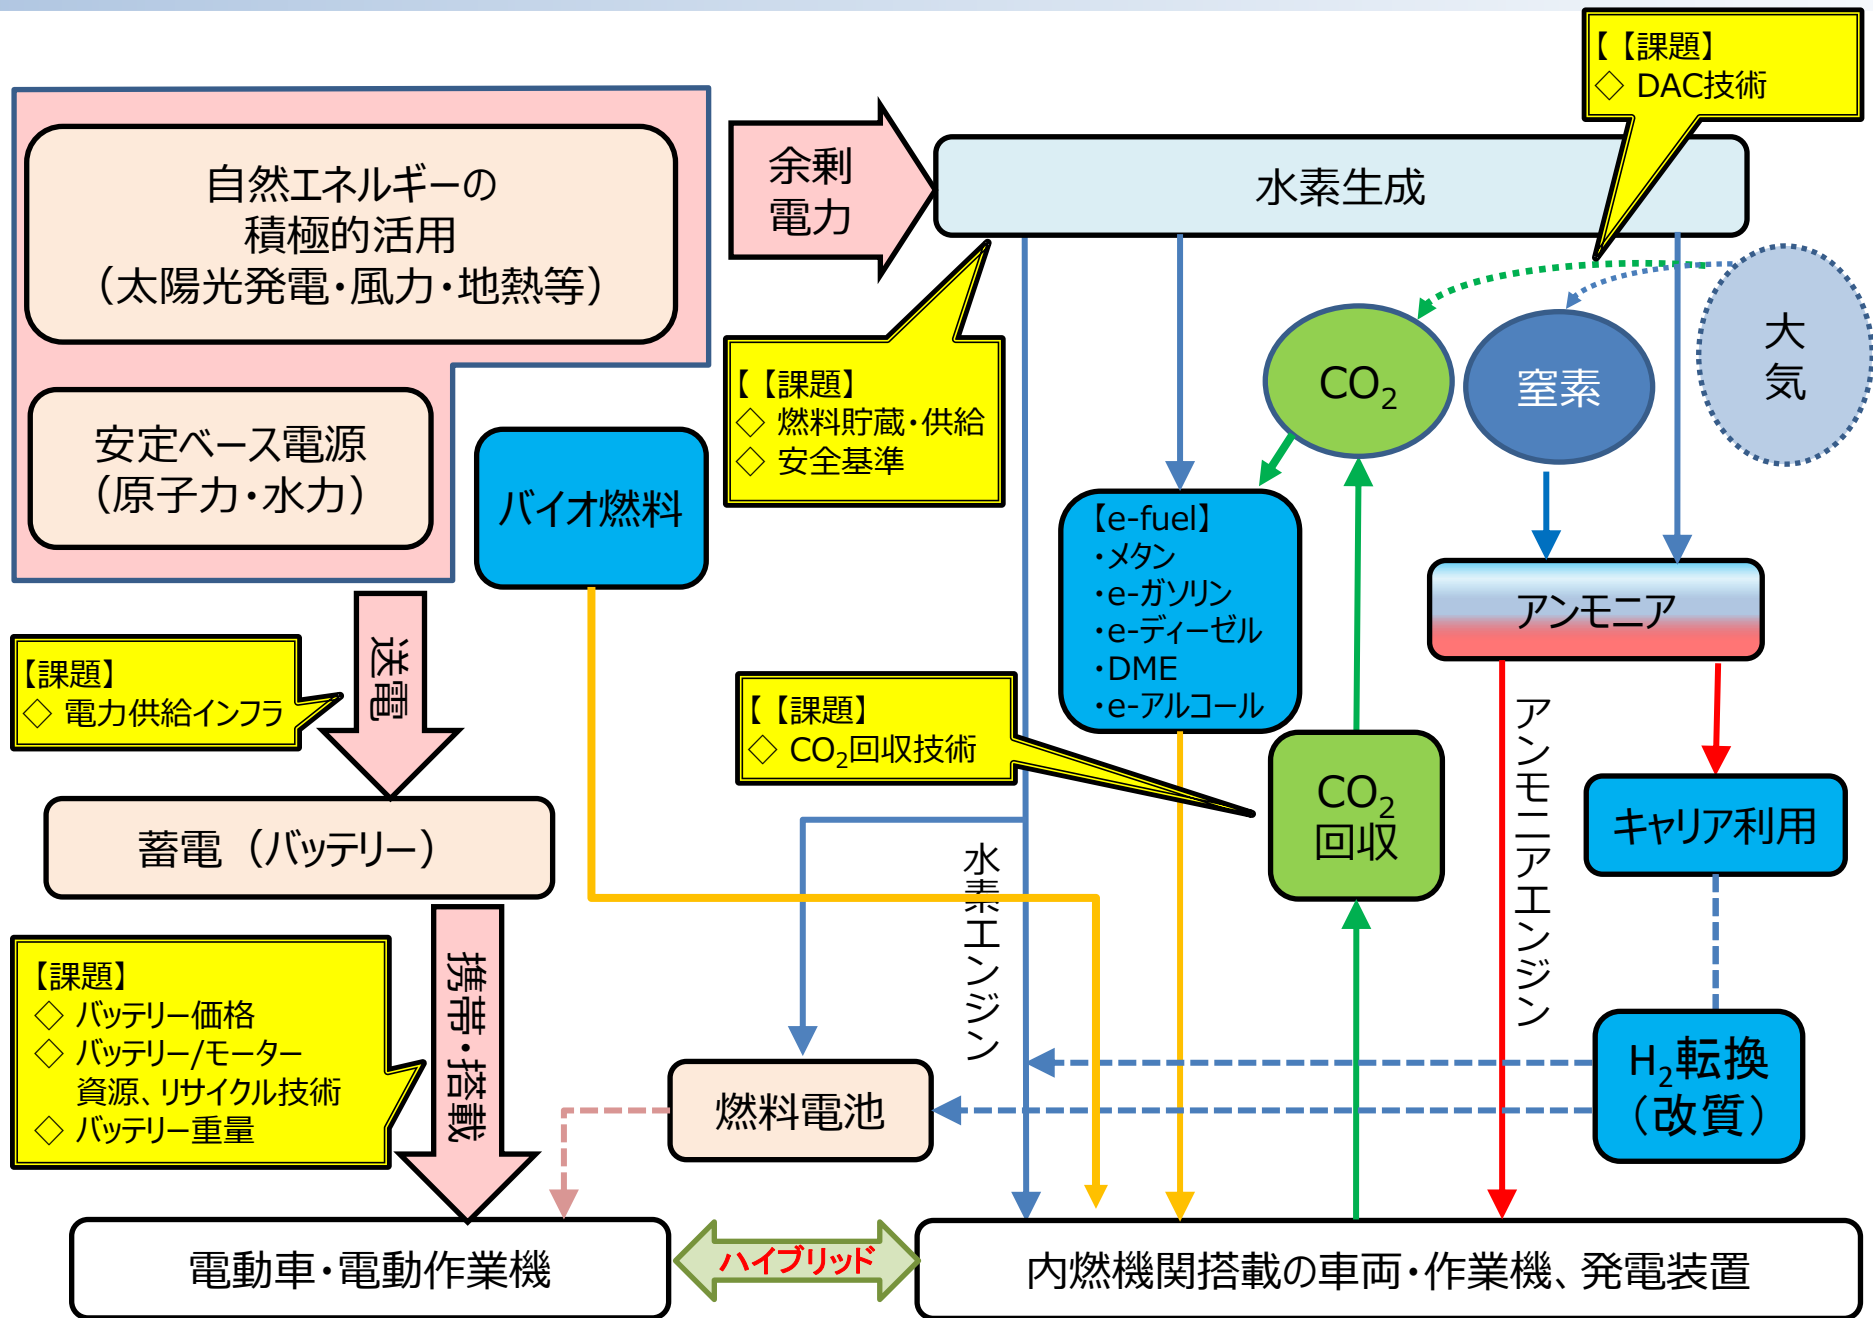 【 【課題】
◇ DAC技術
自然エネルギーの
積極的活用
（太陽光発電・風力・地熱等）
余剰
電力
水素生成
大
気
CO₂
窒素
【 【課題】
◇ 燃料貯蔵・供給
◇ 安全基準
安定ベース電源
（原子力・水力）
バイオ燃料
【e-fuel】
・メタン
・e-ガソリン
・e-ディーゼル
・DME
・e-アルコール
アンモニア
送電
【課題】
◇ 電力供給インフラ
【 【課題】
◇ CO₂回収技術
CO₂
回収
アンモニアエンジン
キャリア利用
蓄電（バッテリー）
水素エンジン
携帯・搭載
【課題】
◇ バッテリー価格
◇ バッテリー/モーター
資源、リサイクル技術
◇ バッテリー重量
燃料電池
H₂転換
（改質）
電動車・電動作業機
ハイブリッド
内燃機関搭載の車両・作業機、発電装置